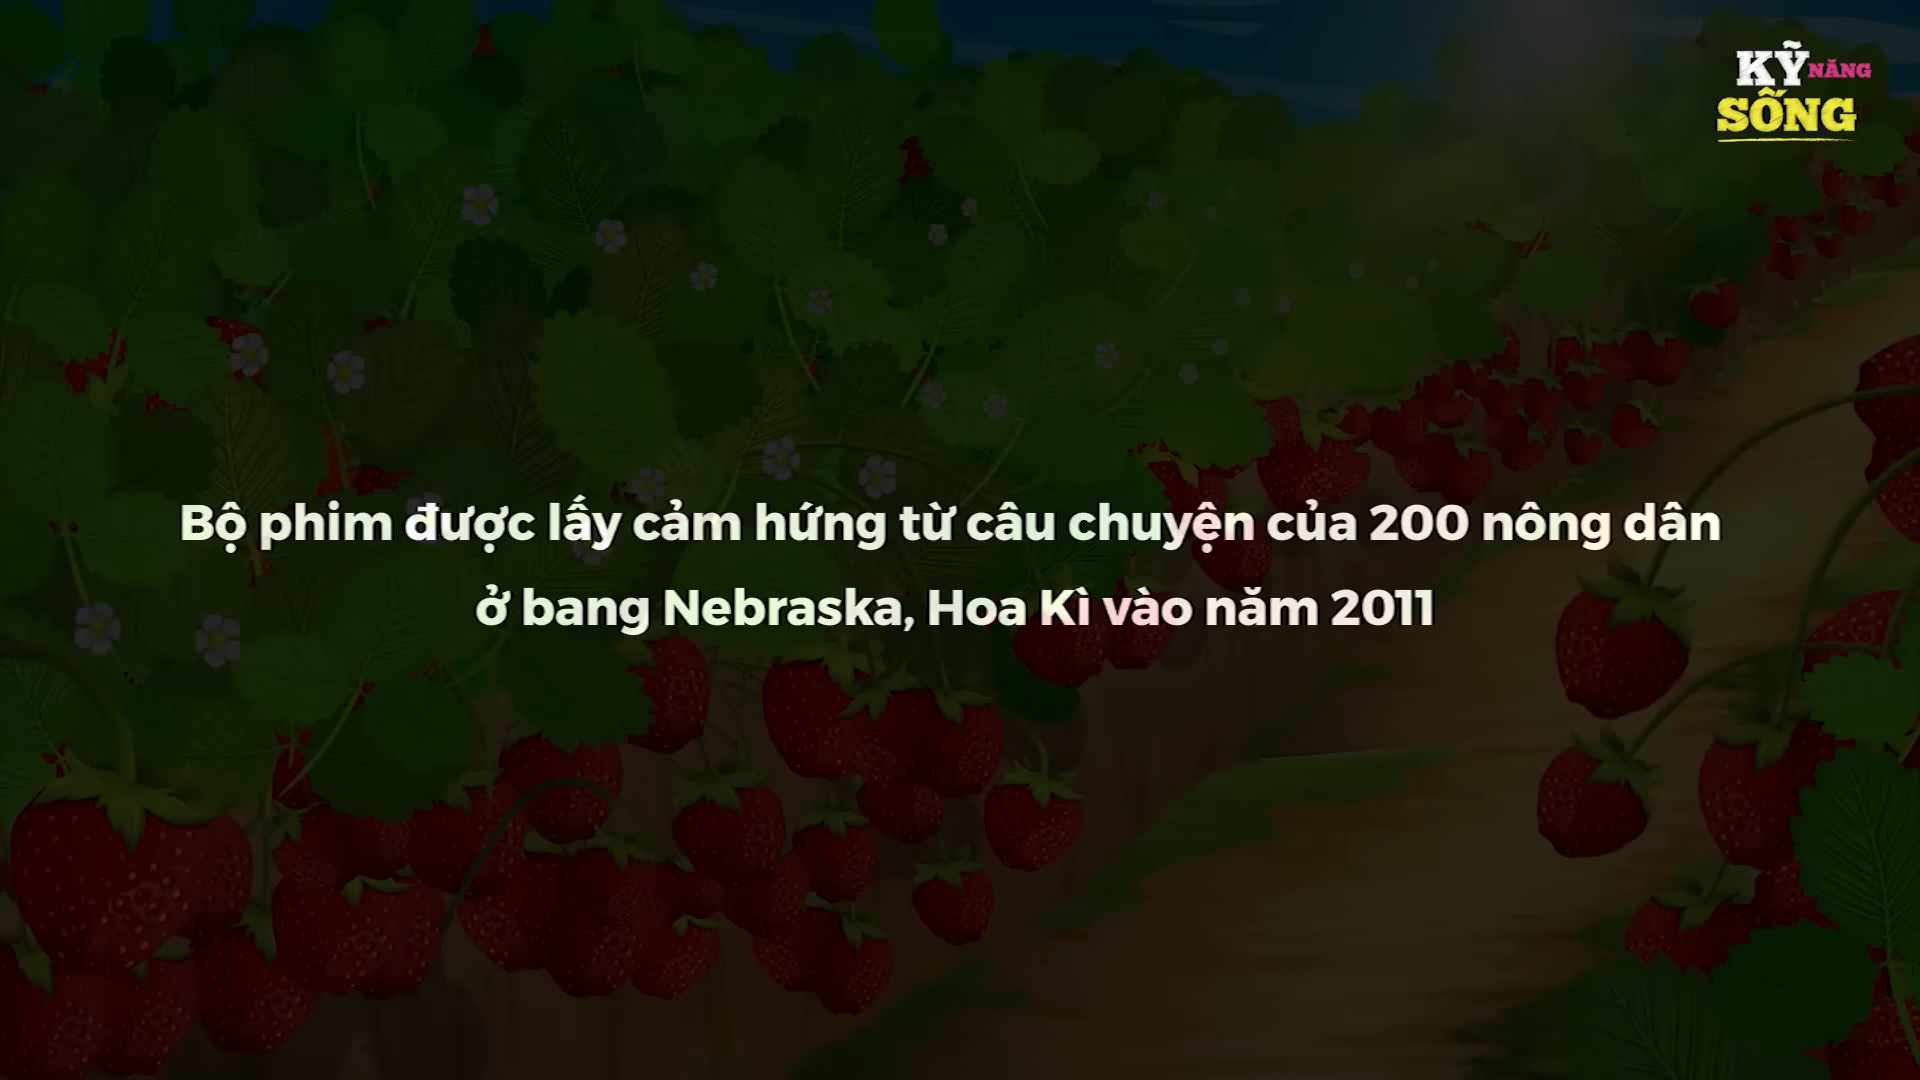 KỸ NĂNG
SỐNG
Bộ phim được lấy cảm hứng từ câu chuyện của 200 nông dân
ở bang Nebraska, Hoa Kì vào năm 2011